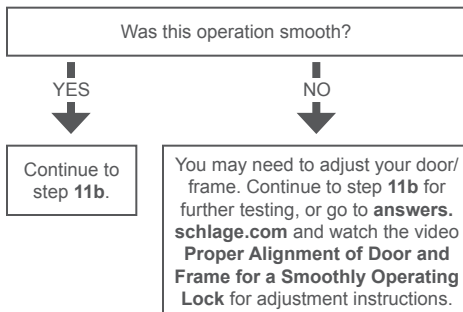 Was this operation smooth?
YES
NO
Continue to
step 11b.
You may need to adjust your door/
frame. Continue to step 11b for
further testing, or go to answers.
schlage.com and watch the video
Proper Alignment of Door and
Frame for a Smoothly Operating
Lock for adjustment instructions.